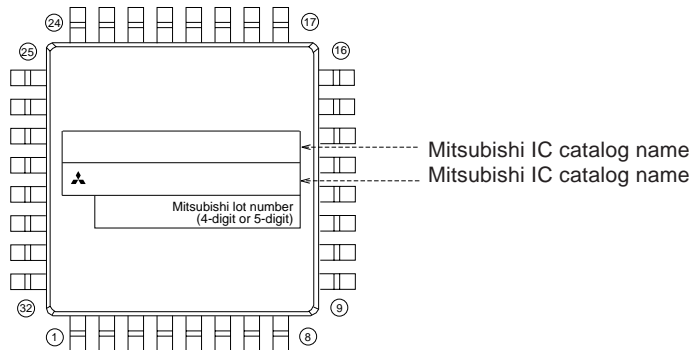 24 17
25 16
Mitsubishi IC catalog name
Mitsubishi IC catalog name
Mitsubishi lot number
(4-digit or 5-digit)
32 9
1 8